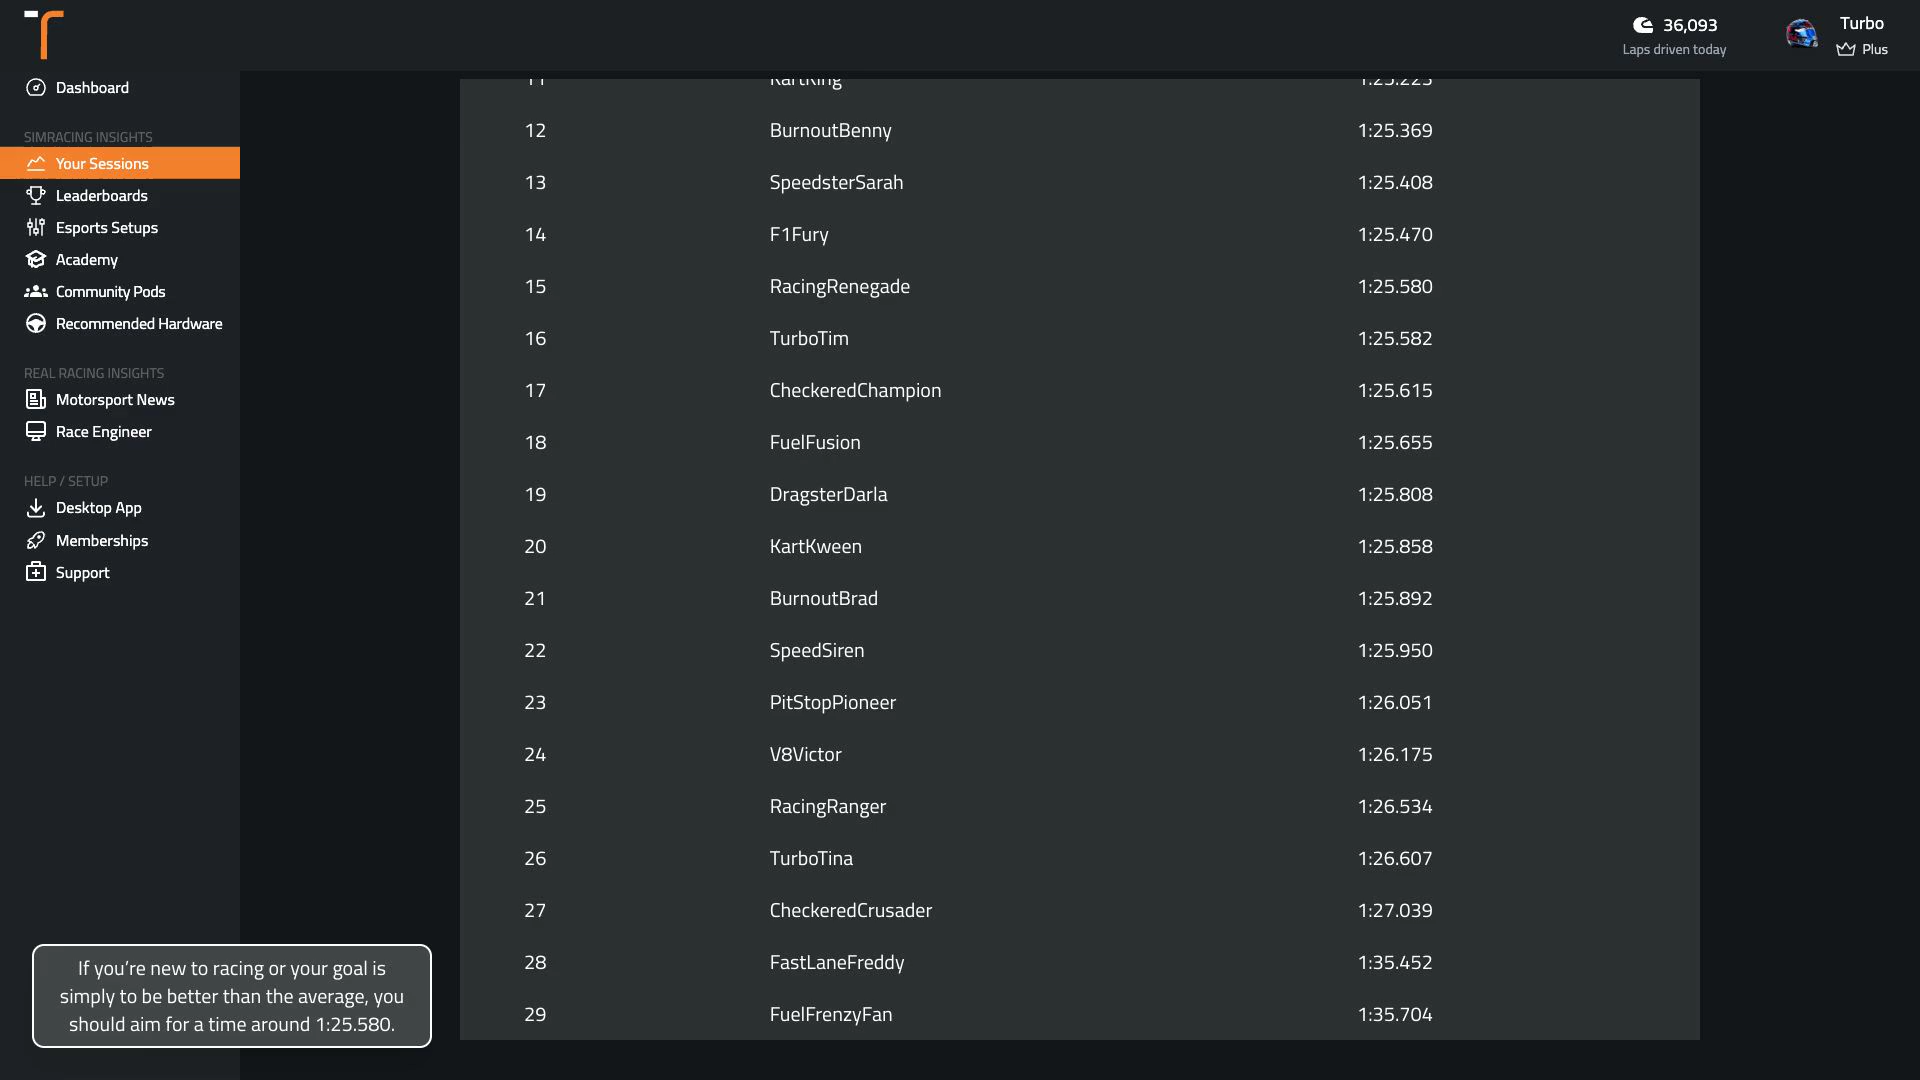 36,093
Laps driven today
Turbo
Plus
Dashboard
SIMRACING INSIGHTS
Your Sessions
Leaderboards
Esports Setups
Academy
Community Pods
Recommended Hardware
REAL RACING INSIGHTS
Motorsport News
Race Engineer
HELP / SETUP
Desktop App
Memberships
Support
11 KartKing 1:25.223
12 BurnoutBenny 1:25.369
13 SpeedsterSarah 1:25.408
14 F1Fury 1:25.470
15 RacingRenegade 1:25.580
16 TurboTim 1:25.582
17 CheckeredChampion 1:25.615
18 FuelFusion 1:25.655
19 DragsterDarla 1:25.808
20 KartKween 1:25.858
21 BurnoutBrad 1:25.892
22 SpeedSiren 1:25.950
23 PitStopPioneer 1:26.051
24 V8Victor 1:26.175
25 RacingRanger 1:26.534
26 TurboTina 1:26.607
27 CheckeredCrusader 1:27.039
28 FastLaneFreddy 1:35.452
29 FuelFrenzyFan 1:35.704
If you’re new to racing or your goal is
simply to be better than the average, you
should aim for a time around 1:25.580.